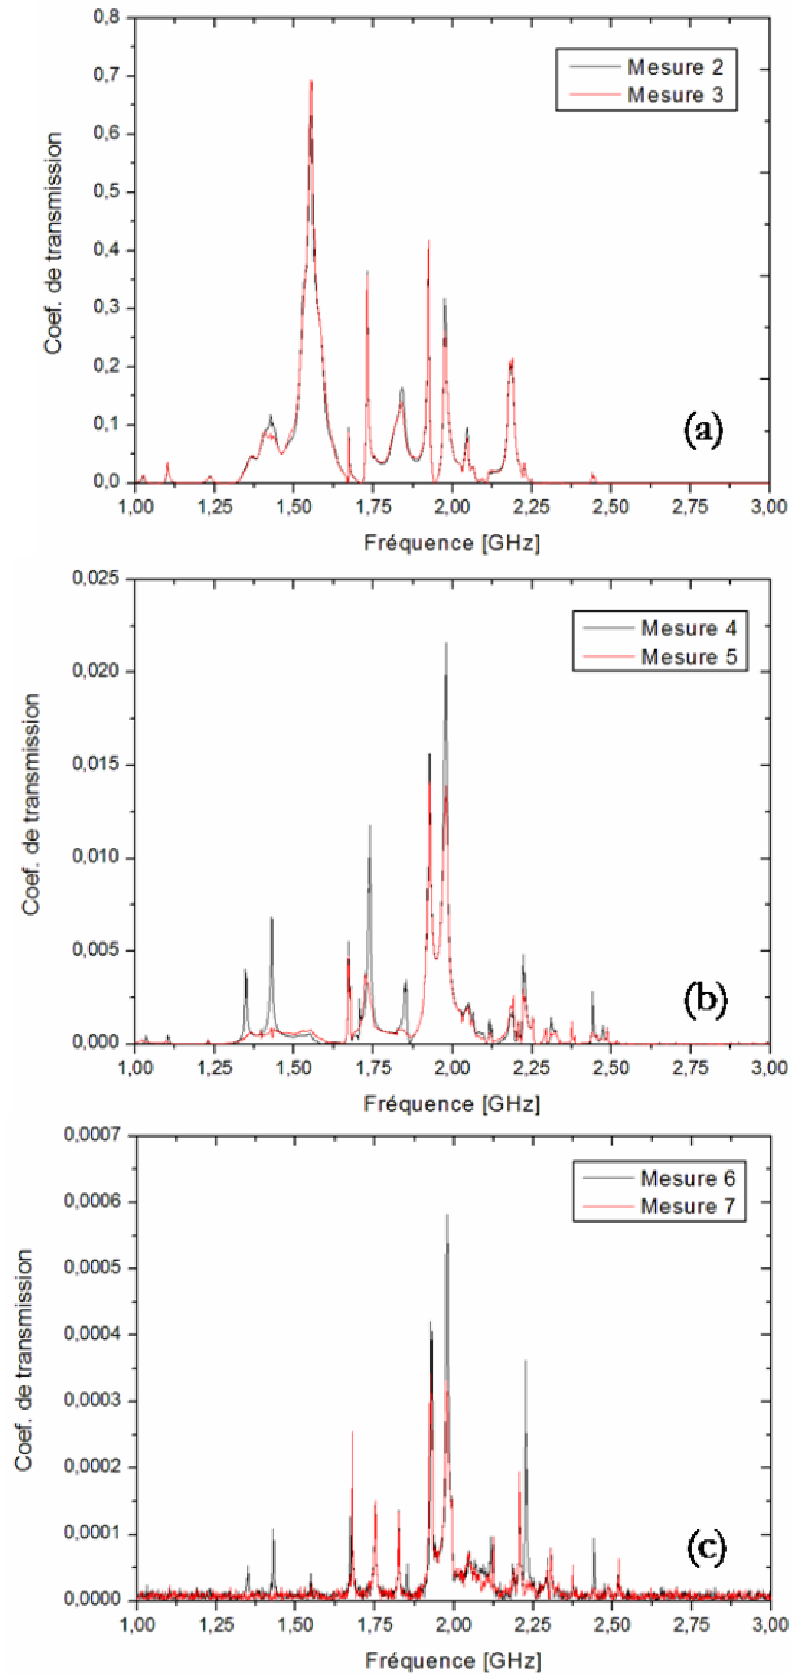 0,8
0,7
0,6
0,5
0,4
0,3
0,2
0,1
0,0
Coef. de transmission
Mesure 2
Mesure 3
(a)
1,00 1,25 1,50 1,75 2,00 2,25 2,50 2,75 3,00
Fréquence [GHz]
0,025
0,020
0,015
0,010
0,005
0,000
Coef. de transmission
Mesure 4
Mesure 5
(b)
1,00 1,25 1,50 1,75 2,00 2,25 2,50 2,75 3,00
Fréquence [GHz]
0,0007
0,0006
0,0005
0,0004
0,0003
0,0002
0,0001
0,0000
Coef. de transmission
Mesure 6
Mesure 7
(c)
1,00 1,25 1,50 1,75 2,00 2,25 2,50 2,75 3,00
Fréquence [GHz]